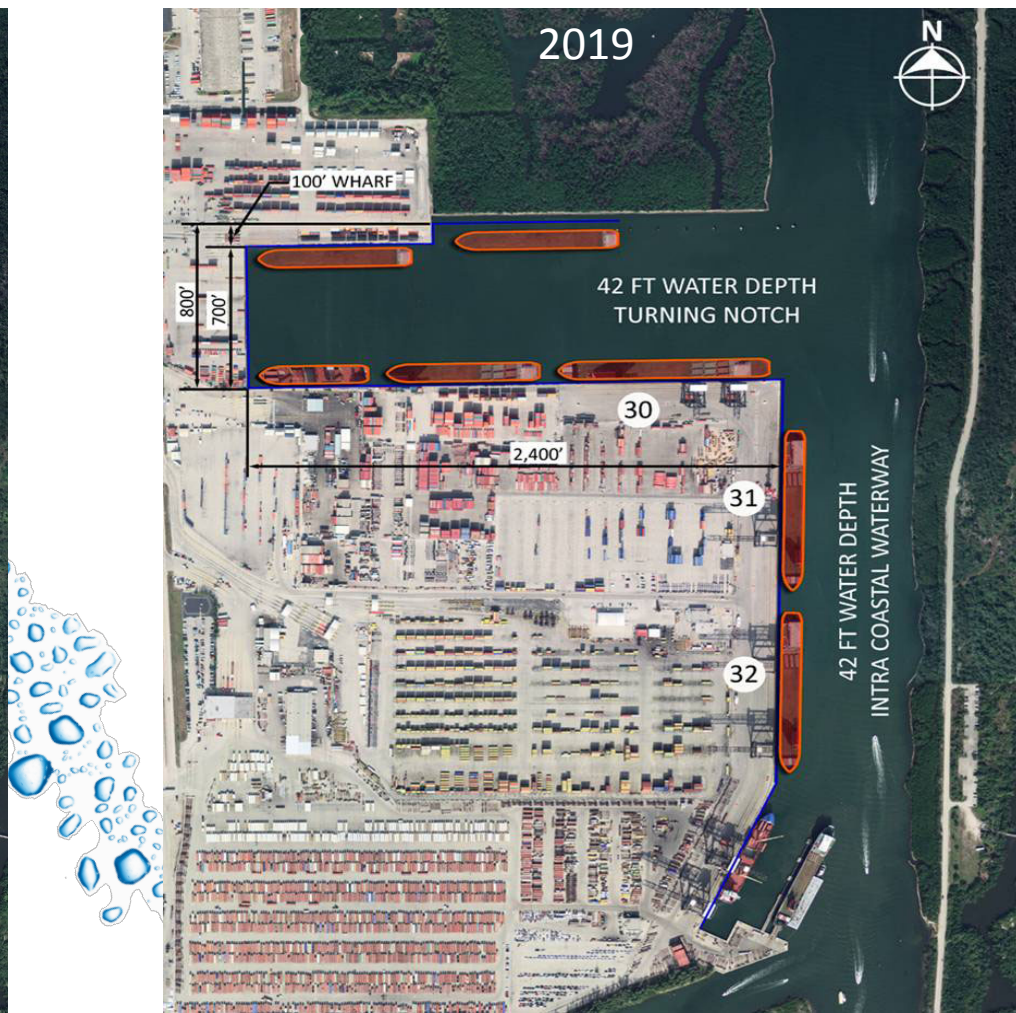 2019
N
100' WHARF
800'
700'
42 FT WATER DEPTH
TURNING NOTCH
30
2,400'
31
42 FT WATER DEPTH
INTRA COASTAL WATERWAY
32